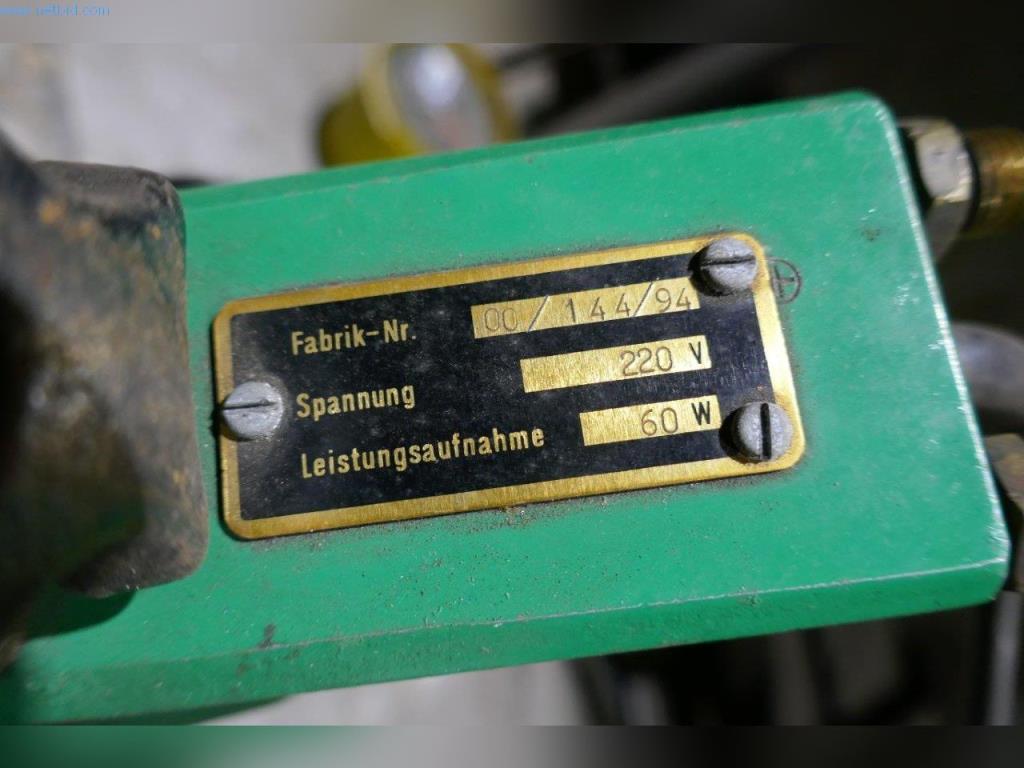 www.netbid.com
Fabrik-Nr. 00/144/94
Spannung 220 V
Leistungsaufnahme 60 W